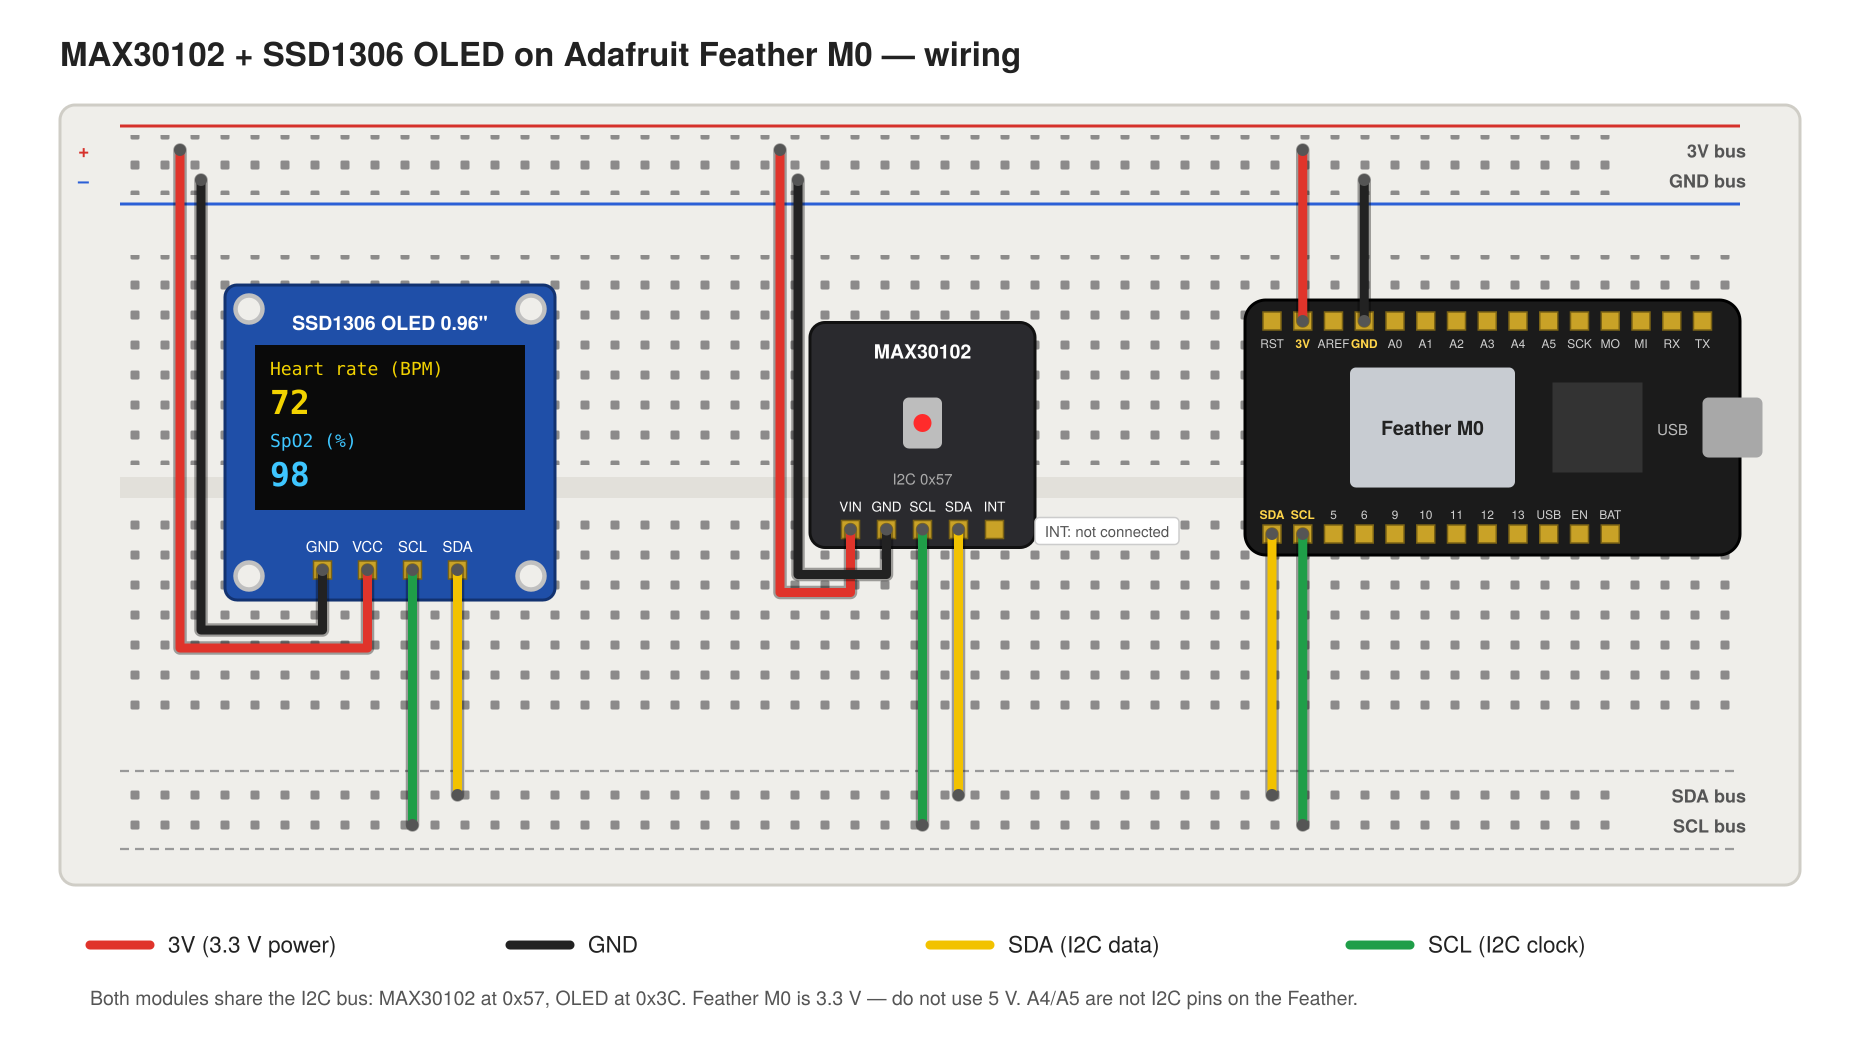 MAX30102 + SSD1306 OLED on Adafruit Feather M0 — wiring
+
3V bus
−
GND bus
SSD1306 OLED 0.96"
Heart rate (BPM)
72
SpO2 (%)
98
GND VCC SCL SDA
MAX30102
I2C 0x57
VIN GND SCL SDA INT
INT: not connected
RST 3V AREF GND A0 A1 A2 A3 A4 A5 SCK MO MI RX TX
Feather M0
USB
SDA SCL 5 6 9 10 11 12 13 USB EN BAT
SDA bus
SCL bus
3V (3.3 V power)
GND
SDA (I2C data)
SCL (I2C clock)
Both modules share the I2C bus: MAX30102 at 0x57, OLED at 0x3C. Feather M0 is 3.3 V — do not use 5 V. A4/A5 are not I2C pins on the Feather.